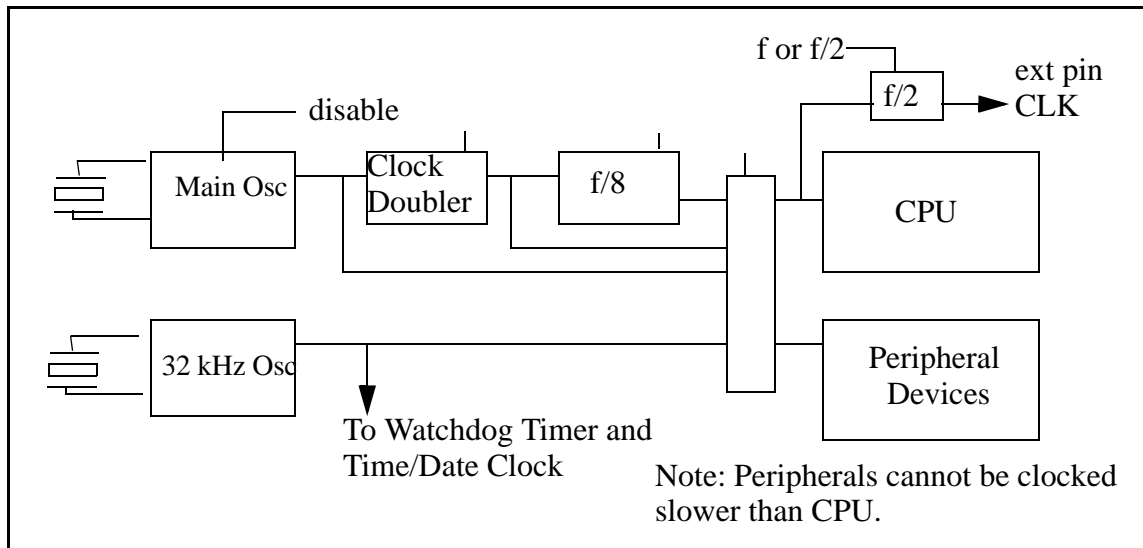 f or f/2
f/2
ext pin
CLK
disable
Main Osc
Clock
Doubler
f/8
CPU
32 kHz Osc
Peripheral
Devices
To Watchdog Timer and
Time/Date Clock
Note: Peripherals cannot be clocked
slower than CPU.